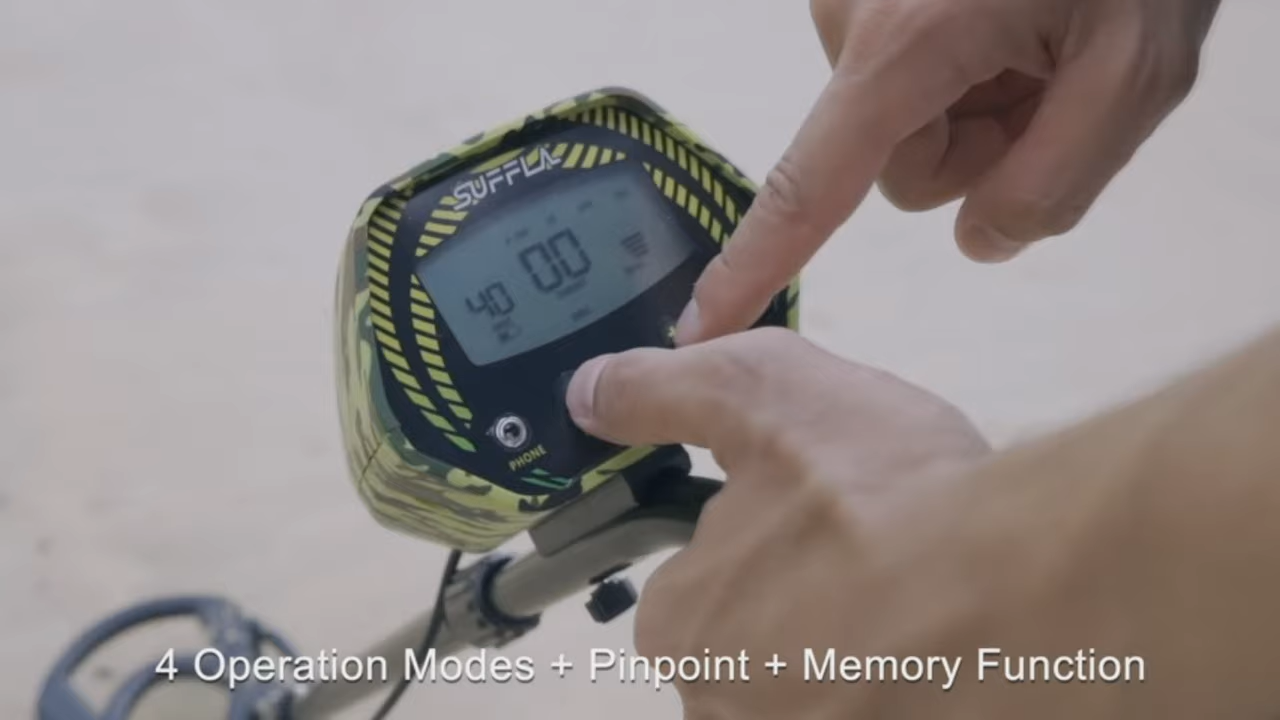 SUFFLA
00
40
+
PHONE
4 Operation Modes + Pinpoint + Memory Function